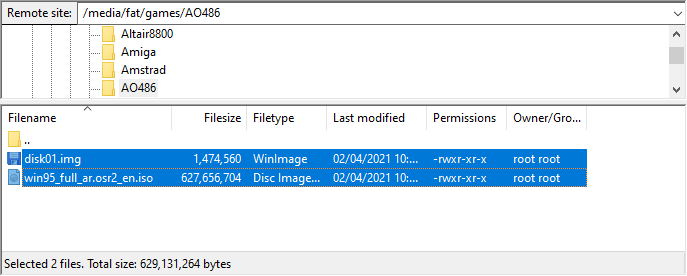 Remote site: /media/fat/games/AO486
Altair8800
Amiga
Amstrad
AO486
Filename Filesize Filetype Last modified Permissions Owner/Gro...
..
disk01.img 1,474,560 WinImage 02/04/2021 10:... -rwxr-xr-x root root
win95_full_ar.osr2_en.iso 627,656,704 Disc Image... 02/04/2021 10:... -rwxr-xr-x root root
Selected 2 files. Total size: 629,131,264 bytes